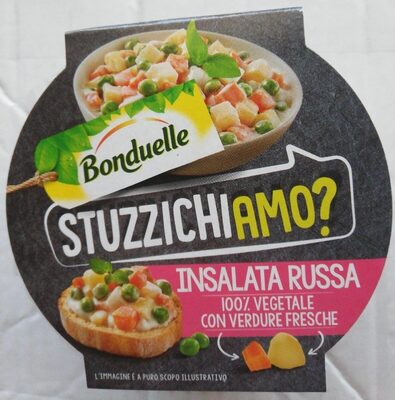 Bonduelle
STUZZICHIAMO?
INSALATA RUSSA
100% VEGETALE
CON VERDURE FRESCHE
L'IMMAGINE È A PURO SCOPO ILLUSTRATIVO